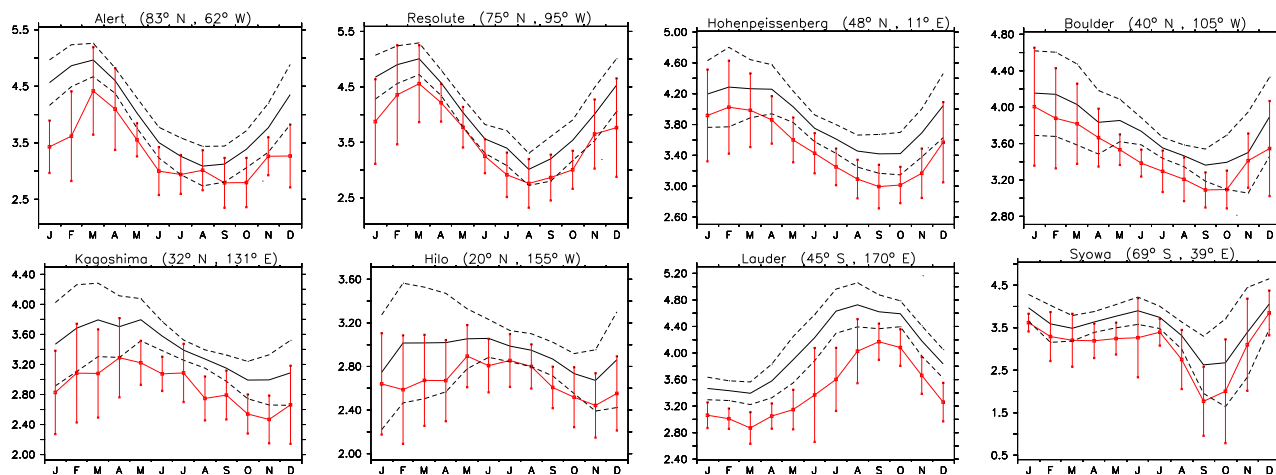 Alert (83° N , 62° W)
Resolute (75° N , 95° W)
Hohenpeissenberg (48° N , 11° E)
Boulder (40° N , 105° W)
5.5
4.5
3.5
2.5
J F M A M J J A S O N D
5.5
4.5
3.5
2.5
J F M A M J J A S O N D
5.00
4.60
4.20
3.80
3.40
3.00
2.60
J F M A M J J A S O N D
4.80
4.40
4.00
3.60
3.20
2.80
J F M A M J J A S O N D
Kagoshima (32° N , 131° E)
Hilo (20° N , 155° W)
Lauder (45° S , 170° E)
Syowa (69° S , 39° E)
4.40
4.00
3.60
3.20
2.80
2.40
2.00
J F M A M J J A S O N D
3.60
3.20
2.80
2.40
2.00
J F M A M J J A S O N D
5.20
4.80
4.40
4.00
3.60
3.20
2.80
2.40
J F M A M J J A S O N D
4.5
3.5
2.5
1.5
0.5
J F M A M J J A S O N D